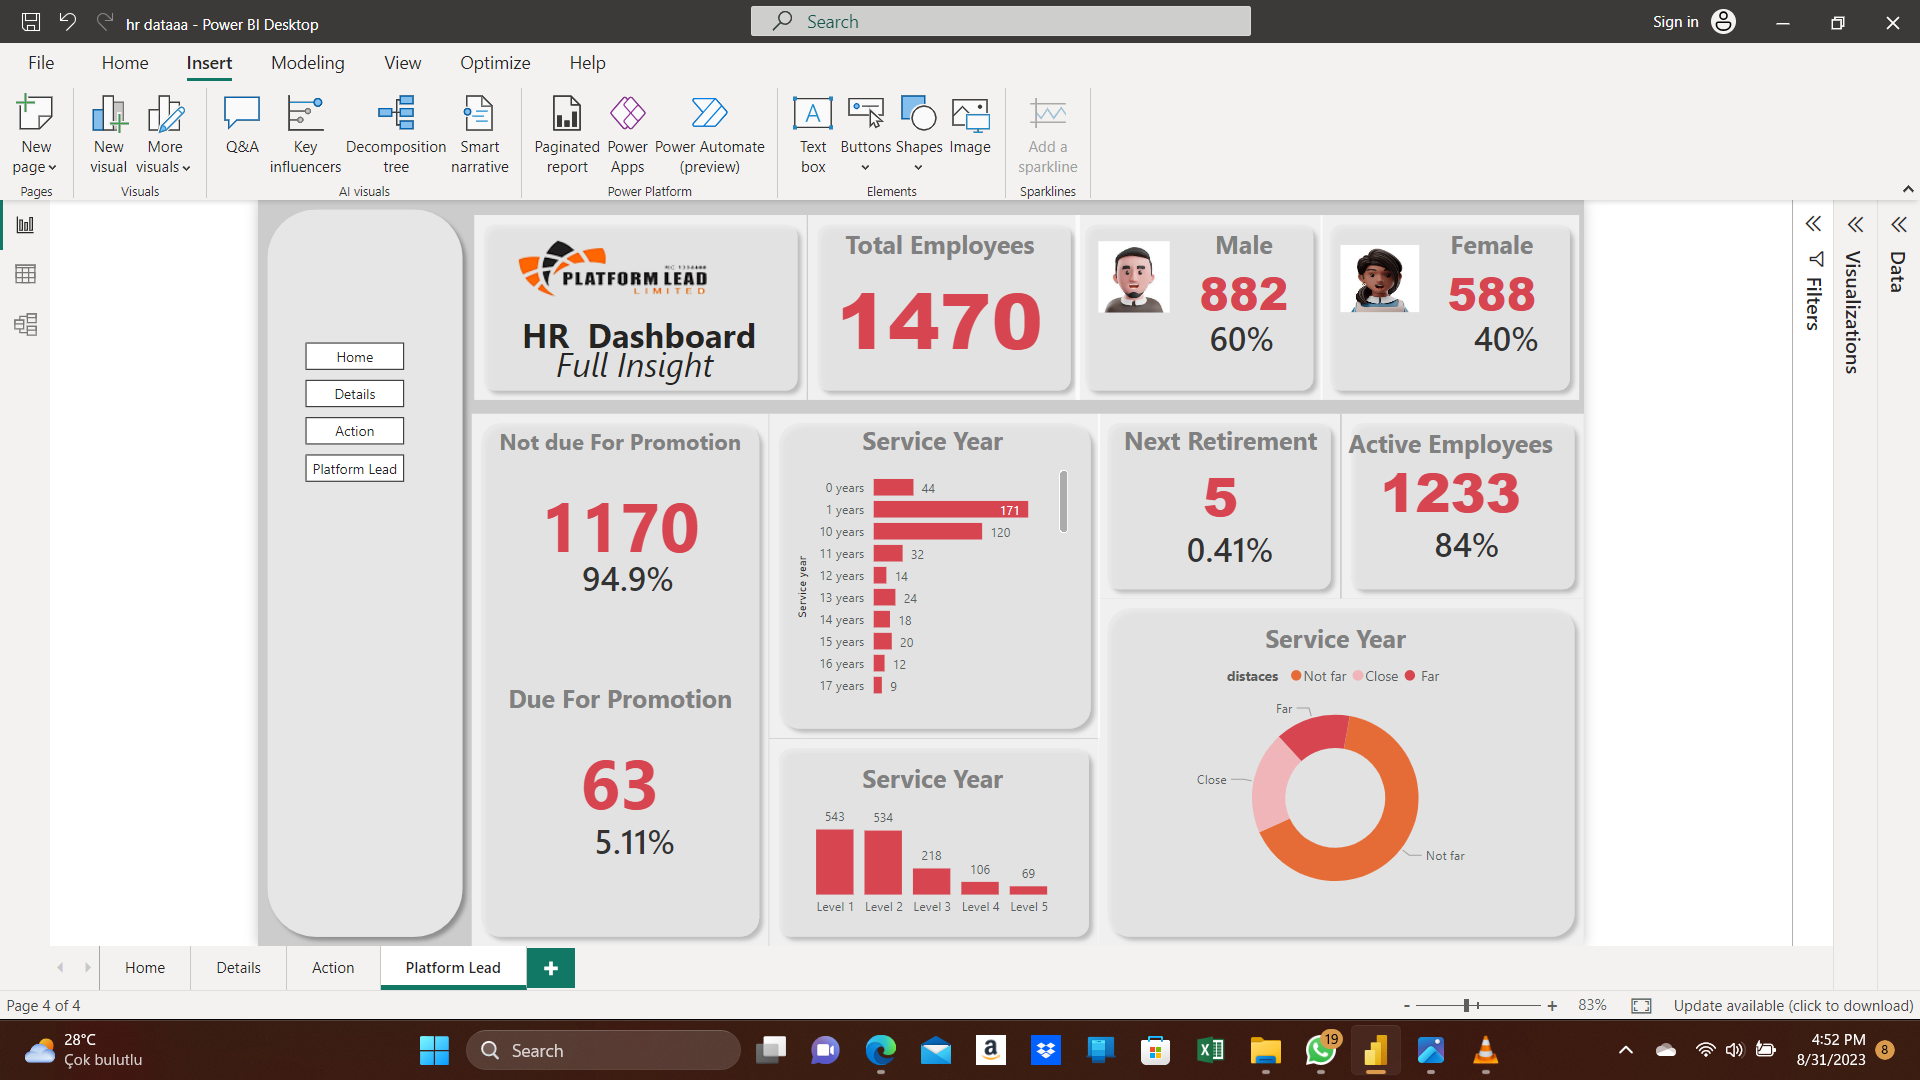 hr dataaa - Power BI Desktop
Search
Sign in
File
Home
Insert
Modeling
View
Optimize
Help
New page
New visual
More visuals
Q&A
Key influencers
Decomposition tree
Smart narrative
Paginated report
Power Apps
Power Automate (preview)
Text box
Buttons
Shapes
Image
Add a sparkline
Pages
Visuals
AI visuals
Power Platform
Elements
Sparklines
Home
Details
Action
Platform Lead
PLATFORM LEAD
LIMITED
HR Dashboard
Full Insight
Total Employees
1470
Male
882
60%
Female
588
40%
Not due For Promotion
1170
94.9%
Due For Promotion
63
5.11%
Service Year
Service year
0 years 44
1 years 171
10 years 120
11 years 32
12 years 14
13 years 24
14 years 18
15 years 20
16 years 12
17 years 9
Service Year
543 534 218 106 69
Level 1 Level 2 Level 3 Level 4 Level 5
Next Retirement
5
0.41%
Active Employees
1233
84%
Service Year
distaces Not far Close Far
Far
Close
Not far
Filters
Visualizations
Data
Home
Details
Action
Platform Lead
Page 4 of 4
- + 83%
Update available (click to download)
28°C
Çok bulutlu
Search
19
4:52 PM
8/31/2023
8